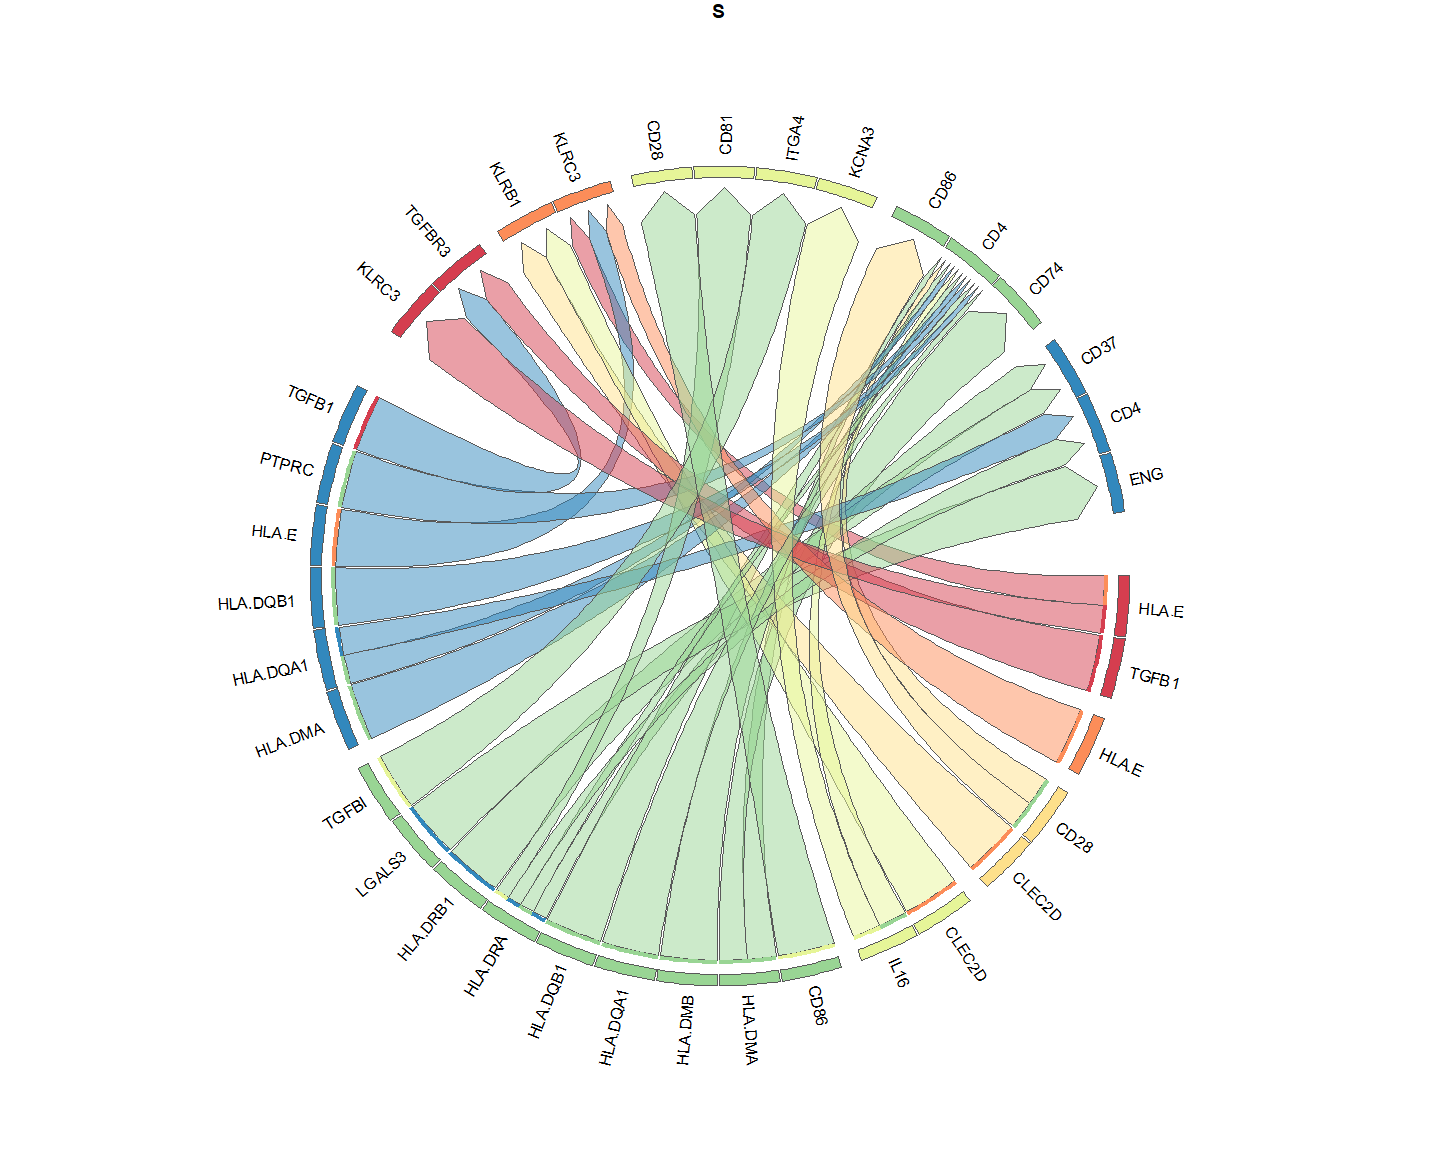 S
CD28
CD81
ITGA4
KCNA3
CD86
CD4
CD74
CD37
CD4
ENG
HLA.E
TGFB1
HLA.E
CD28
CLEC2D
CLEC2D
IL16
CD86
HLA.DMA
HLA.DMB
HLA.DQA1
HLA.DQB1
HLA.DRA
HLA.DRB1
LGALS3
TGFBI
HLA.DMA
HLA.DQA1
HLA.DQB1
HLA.E
PTPRC
TGFB1
KLRC3
TGFBR3
KLRB1
KLRC3